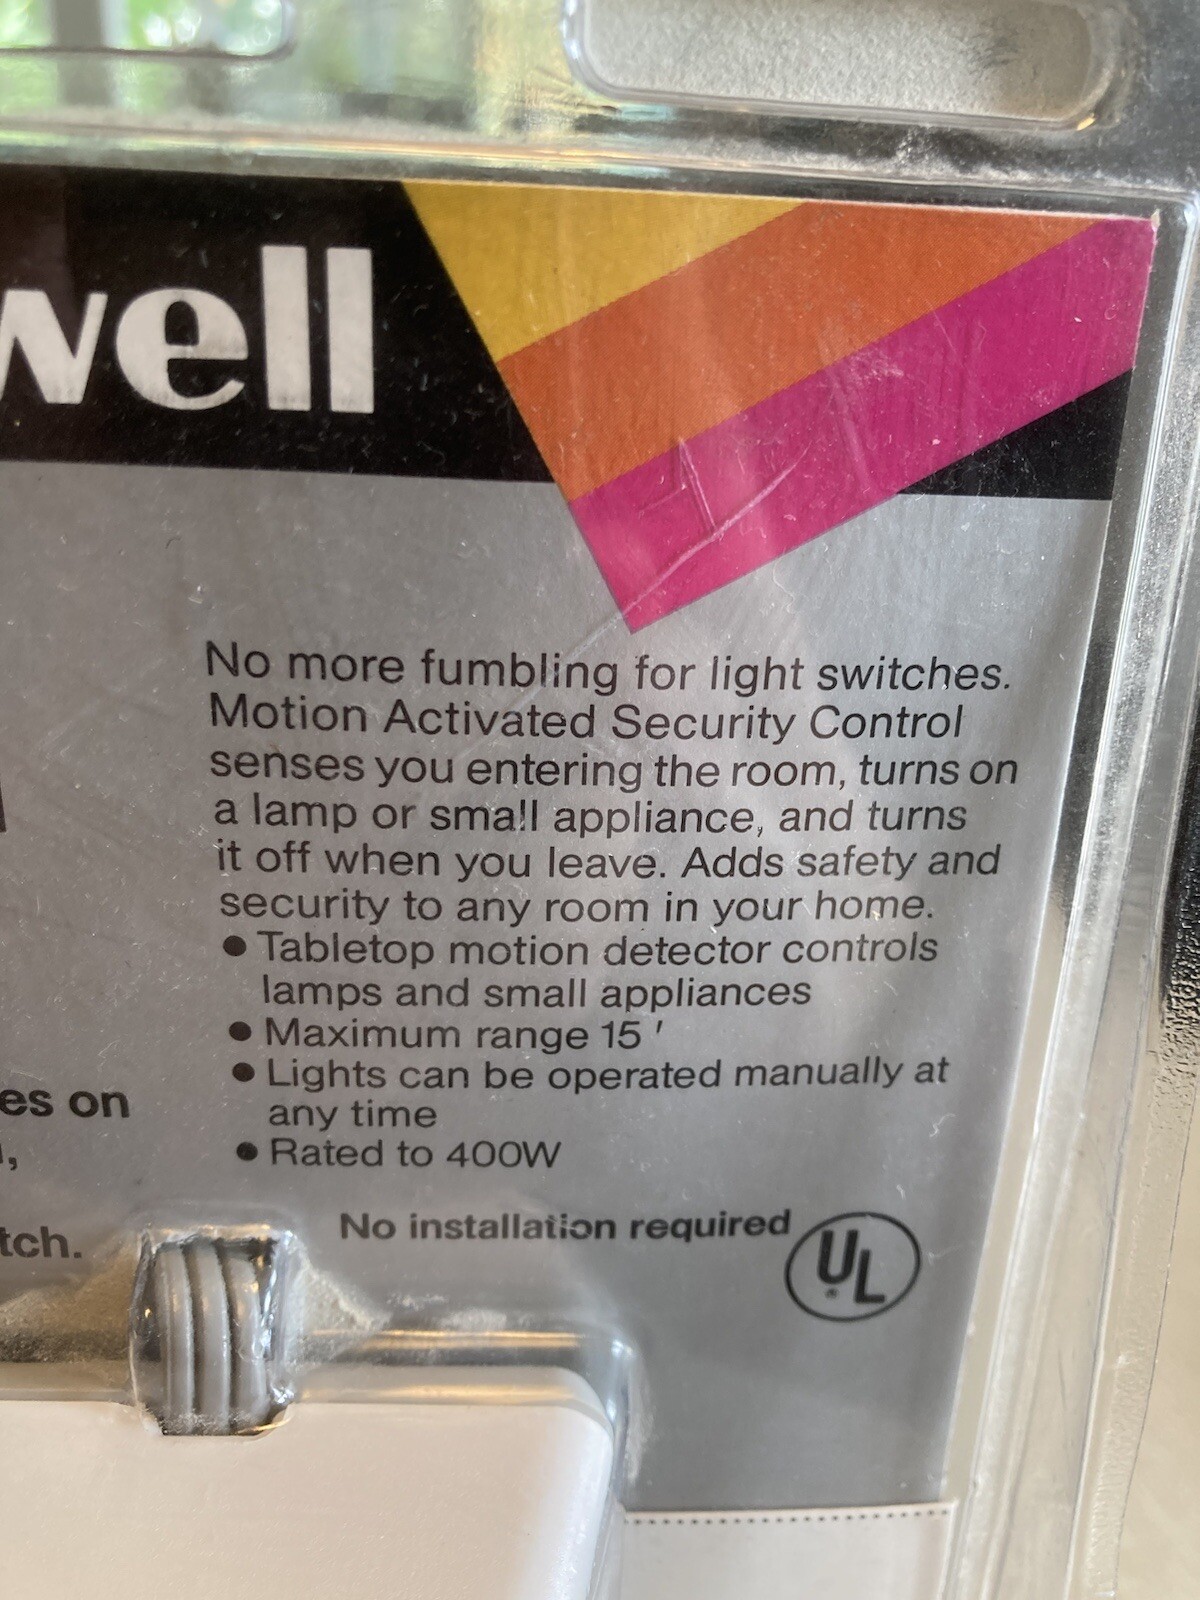 well
No more fumbling for light switches.
Motion Activated Security Control
senses you entering the room, turns on
a lamp or small appliance, and turns
it off when you leave. Adds safety and
security to any room in your home.
• Tabletop motion detector controls
lamps and small appliances
• Maximum range 15 '
• Lights can be operated manually at
any time
• Rated to 400W
es on
tch.
No installation required
UL